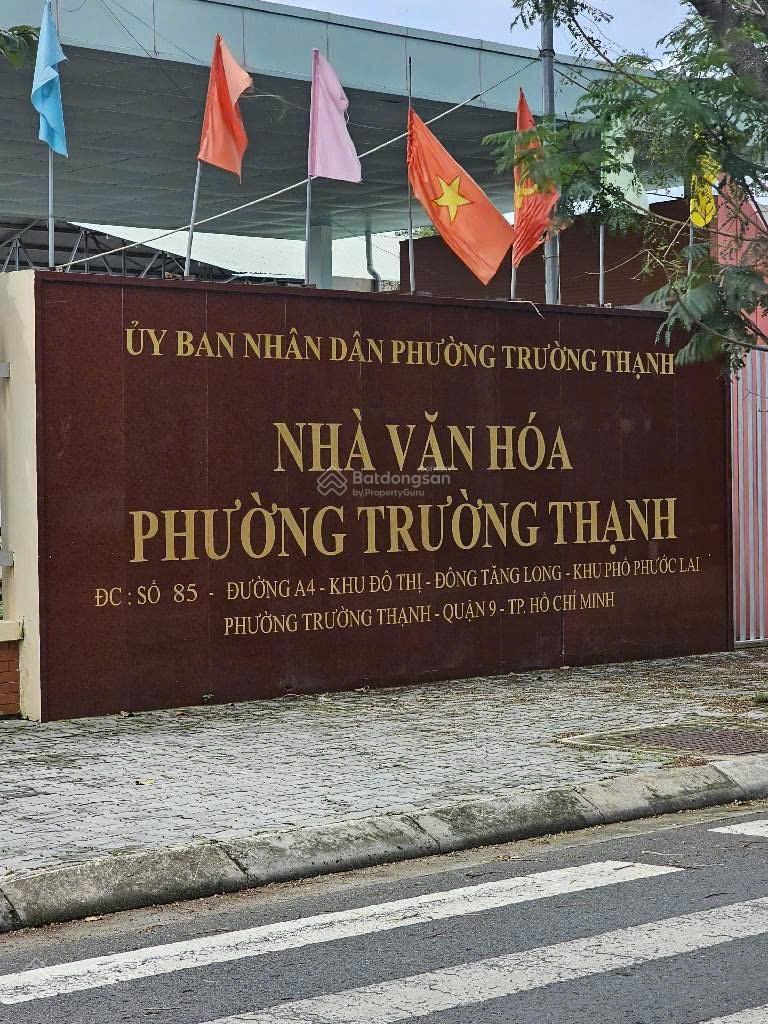 ỦY BAN NHÂN DÂN PHƯỜNG TRƯỜNG THẠNH
NHÀ VĂN HÓA
Batdongsan
by PropertyGuru
PHƯỜNG TRƯỜNG THẠNH
ĐC : SỐ 85 - ĐƯỜNG A4 - KHU ĐÔ THỊ - ĐÔNG TĂNG LONG - KHU PHỐ PHƯỚC LAI
PHƯỜNG TRƯỜNG THẠNH - QUẬN 9 - TP. HỒ CHÍ MINH